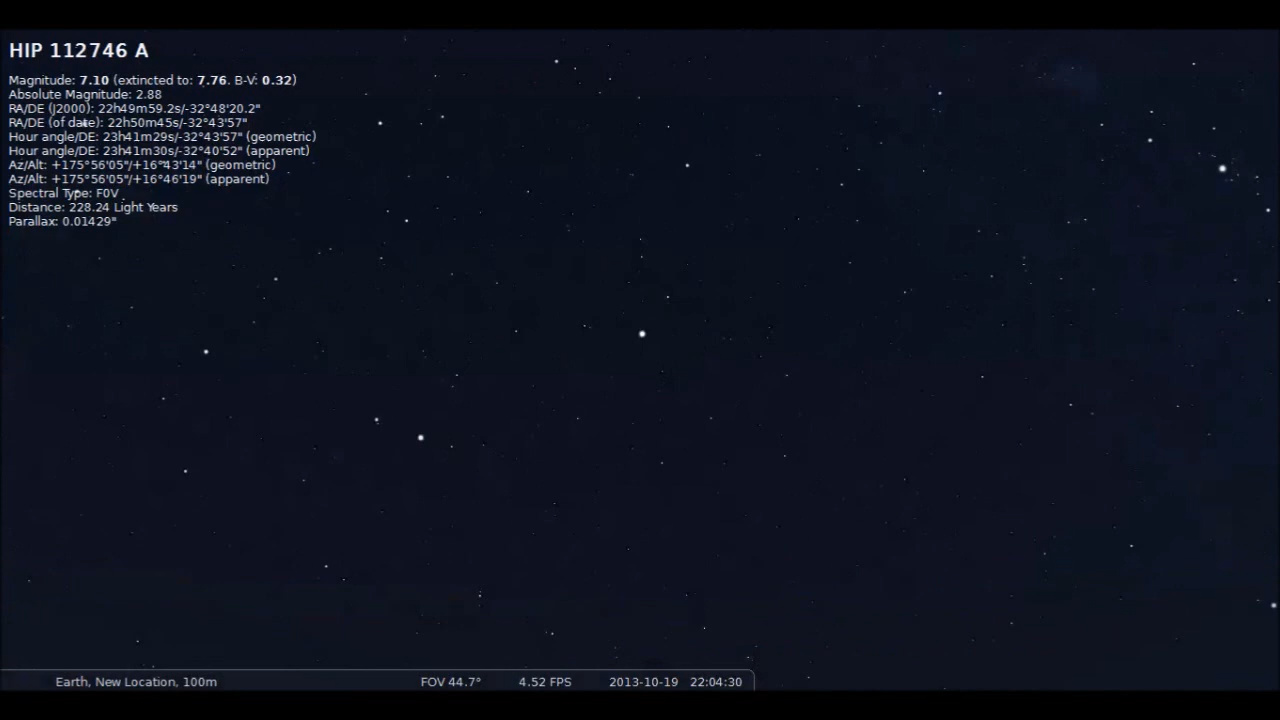 HIP 112746 A
Magnitude: 7.10 (extincted to: 7.76. B-V: 0.32)
Absolute Magnitude: 2.88
RA/DE (J2000): 22h49m59.2s/-32°48'20.2"
RA/DE (of date): 22h50m45s/-32°43'57"
Hour angle/DE: 23h41m29s/-32°43'57" (geometric)
Hour angle/DE: 23h41m30s/-32°40'52" (apparent)
Az/Alt: +175°56'05"/+16°43'14" (geometric)
Az/Alt: +175°56'05"/+16°46'19" (apparent)
Spectral Type: F0V
Distance: 228.24 Light Years
Parallax: 0.01429"
Earth, New Location, 100m FOV 44.7° 4.52 FPS 2013-10-19 22:04:30